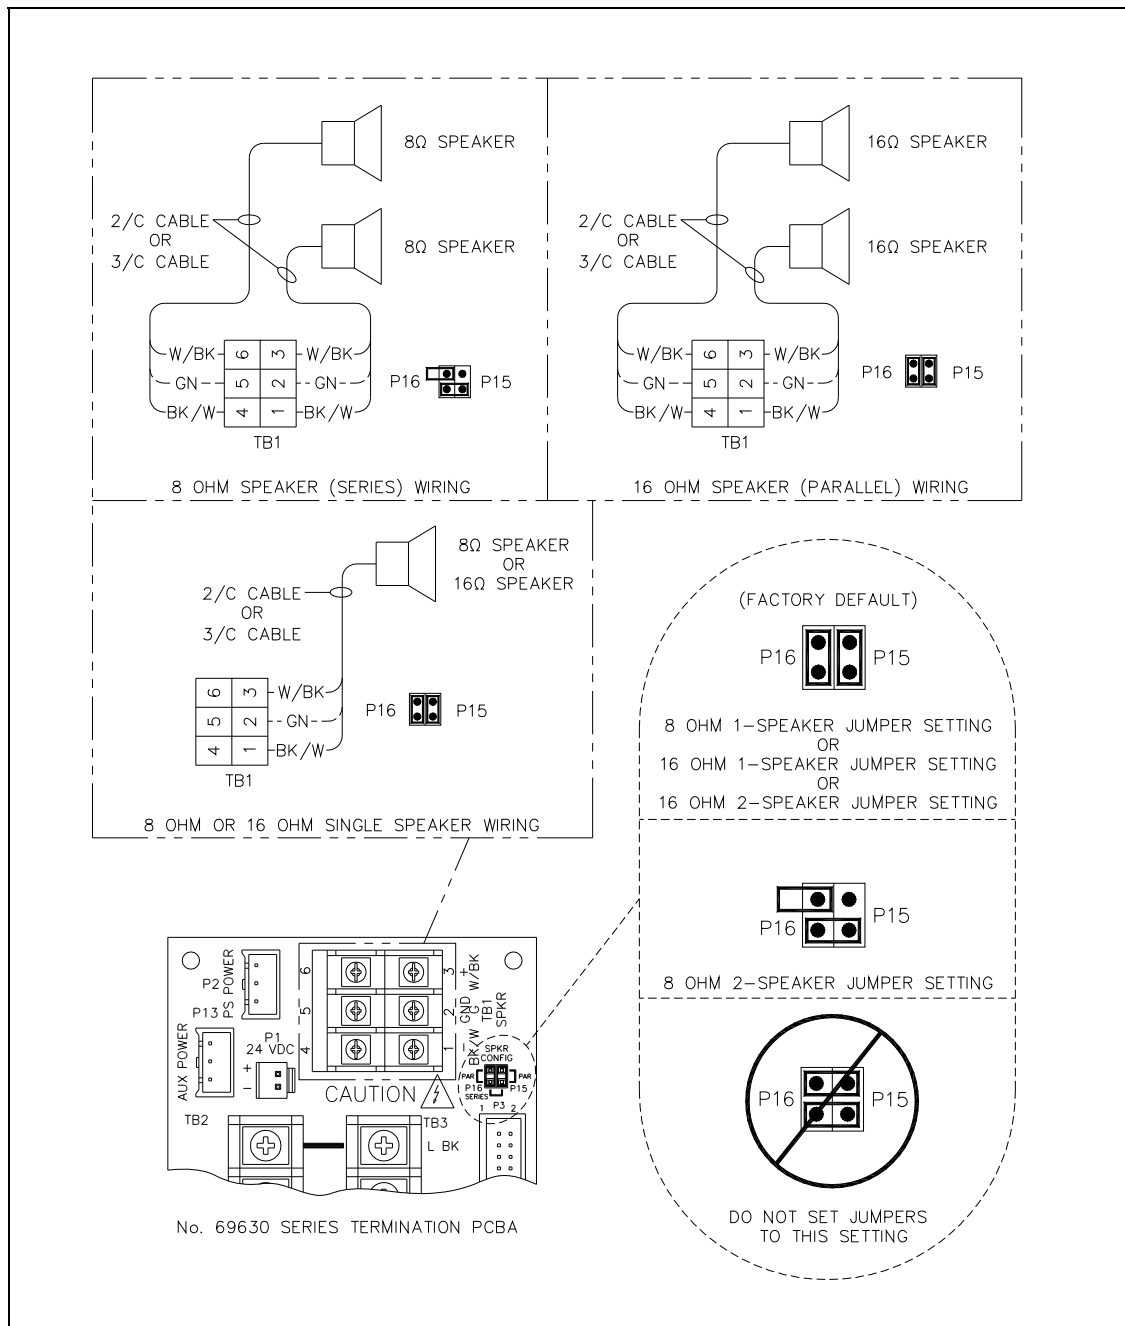 8Ω SPEAKER
8Ω SPEAKER
2/C CABLE
OR
3/C CABLE
W/BK 6 3 W/BK
GN 5 2 GN
BK/W 4 1 BK/W
TB1
P16 P15
8 OHM SPEAKER (SERIES) WIRING
16Ω SPEAKER
16Ω SPEAKER
2/C CABLE
OR
3/C CABLE
W/BK 6 3 W/BK
GN 5 2 GN
BK/W 4 1 BK/W
TB1
P16 P15
16 OHM SPEAKER (PARALLEL) WIRING
8Ω SPEAKER
OR
16Ω SPEAKER
2/C CABLE
OR
3/C CABLE
6 3 W/BK
5 2 GN
4 1 BK/W
TB1
P16 P15
8 OHM OR 16 OHM SINGLE SPEAKER WIRING
(FACTORY DEFAULT)
P16 P15
8 OHM 1-SPEAKER JUMPER SETTING
OR
16 OHM 1-SPEAKER JUMPER SETTING
OR
16 OHM 2-SPEAKER JUMPER SETTING
P16 P15
8 OHM 2-SPEAKER JUMPER SETTING
P16 P15
DO NOT SET JUMPERS
TO THIS SETTING
P2
PS POWER
P13
AUX POWER
P1
24 VDC
+
-
6
5
4
3 + W/BK
2 GND G
1 - BK/W
TB1
SPKR
SPKR
CONFIG
PAR PAR
P16 P15
SERIES
P3
1 2
CAUTION
TB2
TB3
L BK
No. 69630 SERIES TERMINATION PCBA